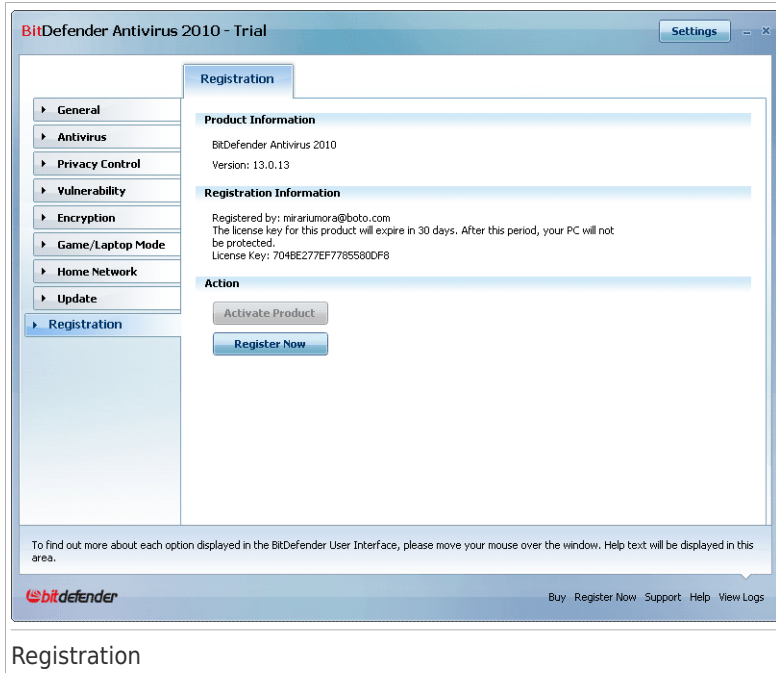 BitDefender Antivirus 2010 - Trial
Settings
Registration
General
Antivirus
Privacy Control
Vulnerability
Encryption
Game/Laptop Mode
Home Network
Update
Registration
Product Information
BitDefender Antivirus 2010
Version: 13.0.13
Registration Information
Registered by: mirariumora@boto.com
The license key for this product will expire in 30 days. After this period, your PC will not
be protected.
License Key: 704BE277EF7785580DF8
Action
Activate Product
Register Now
To find out more about each option displayed in the BitDefender User Interface, please move your mouse over the window. Help text will be displayed in this
area.
bitdefender
Buy Register Now Support Help View Logs
Registration